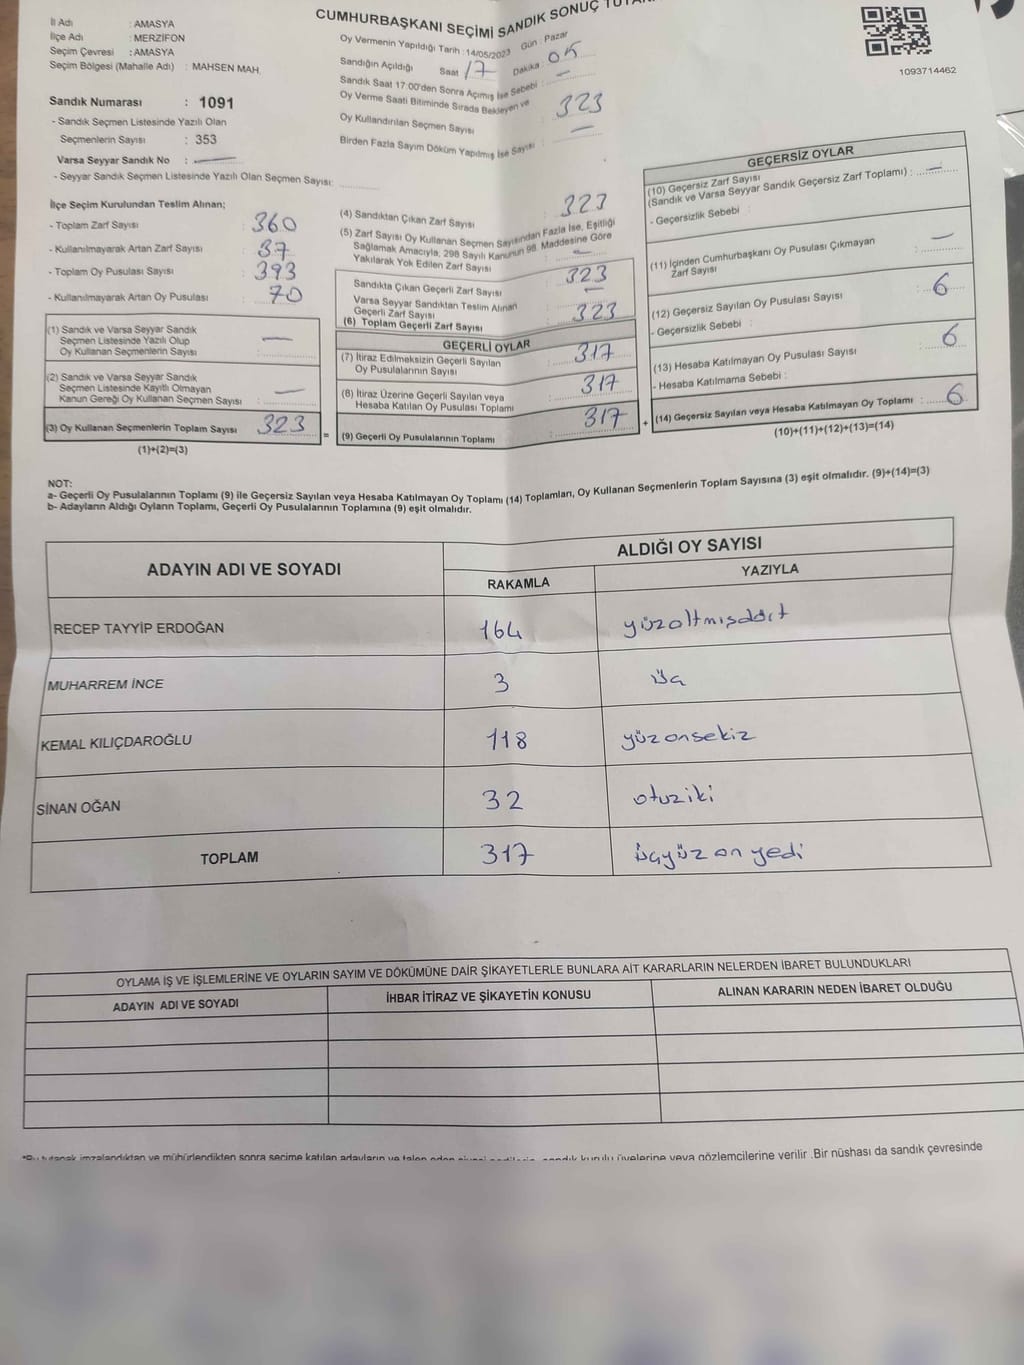 CUMHURBAŞKANI SEÇİMİ SANDIK SONUÇ
İl Adı : AMASYA
İlçe Adı : MERZİFON
Seçim Çevresi : AMASYA
Seçim Bölgesi (Mahalle Adı) : MAHSEN MAH.
Sandık Numarası : 1091
- Sandık Seçmen Listesinde Yazılı Olan
Seçmenlerin Sayısı : 353
Varsa Seyyar Sandık No : —
- Seyyar Sandık Seçmen Listesinde Yazılı Olan Seçmen Sayısı:
Oy Vermenin Yapıldığı Tarih : 14/05/2023 Gün : Pazar
Sandığın Açıldığı Saat 17 Dakika : 05
Sandık Saat 17:00'den Sonra Açımış İse Sebebi : —
Oy Verme Saati Bitiminde Sırada Bekleyen ve
Oy Kullandırılan Seçmen Sayısı : 323
Birden Fazla Sayım Döküm Yapılmış İse Sayısı : —
1093714462
İlçe Seçim Kurulundan Teslim Alınan;
- Toplam Zarf Sayısı : 360
- Kullanılmayarak Artan Zarf Sayısı : 37
- Toplam Oy Pusulası Sayısı : 393
- Kullanılmayarak Artan Oy Pusulası : 70
(1) Sandık ve Varsa Seyyar Sandık
Seçmen Listesinde Yazılı Olup
Oy Kullanan Seçmenlerin Sayısı : —
(2) Sandık ve Varsa Seyyar Sandık
Seçmen Listesinde Kayıtlı Olmayan
Kanun Gereği Oy Kullanan Seçmen Sayısı : —
(3) Oy Kullanan Seçmenlerin Toplam Sayısı 323
(1)+(2)=(3)
(4) Sandıktan Çıkan Zarf Sayısı : 323
(5) Zarf Sayısı Oy Kullanan Seçmen Sayısından Fazla İse, Eşitliği
Sağlamak Amacıyla, 298 Sayılı Kanunun 98. Maddesine Göre
Yakılarak Yok Edilen Zarf Sayısı : —
Sandıkta Çıkan Geçerli Zarf Sayısı : 323
Varsa Seyyar Sandıktan Teslim Alınan
Geçerli Zarf Sayısı : —
(6) Toplam Geçerli Zarf Sayısı : 323
GEÇERLİ OYLAR
(7) İtiraz Edilmeksizin Geçerli Sayılan
Oy Pusulalarının Sayısı : 317
(8) İtiraz Üzerine Geçerli Sayılan veya
Hesaba Katılan Oy Pusulası Toplamı : 317
= (9) Geçerli Oy Pusulalarının Toplamı : 317
GEÇERSİZ OYLAR
(10) Geçersiz Zarf Sayısı
(Sandık ve Varsa Seyyar Sandık Geçersiz Zarf Toplamı) : —
- Geçersizlik Sebebi :
(11) İçinden Cumhurbaşkanı Oy Pusulası Çıkmayan
Zarf Sayısı : —
(12) Geçersiz Sayılan Oy Pusulası Sayısı : 6
- Geçersizlik Sebebi :
(13) Hesaba Katılmayan Oy Pusulası Sayısı : 6
- Hesaba Katılmama Sebebi :
+ (14) Geçersiz Sayılan veya Hesaba Katılmayan Oy Toplamı : 6
(10)+(11)+(12)+(13)=(14)
NOT:
a- Geçerli Oy Pusulalarının Toplamı (9) ile Geçersiz Sayılan veya Hesaba Katılmayan Oy Toplamı (14) Toplamları, Oy Kullanan Seçmenlerin Toplam Sayısına (3) eşit olmalıdır. (9)+(14)=(3)
b- Adayların Aldığı Oyların Toplamı, Geçerli Oy Pusulalarının Toplamına (9) eşit olmalıdır.
ADAYIN ADI VE SOYADI ALDIĞI OY SAYISI
RAKAMLA YAZIYLA
RECEP TAYYİP ERDOĞAN 164 yüzaltmışdört
MUHARREM İNCE 3 üç
KEMAL KILIÇDAROĞLU 118 yüzonsekiz
SİNAN OĞAN 32 otuziki
TOPLAM 317 üçyüzonyedi
OYLAMA İŞ VE İŞLEMLERİNE VE OYLARIN SAYIM VE DÖKÜMÜNE DAİR ŞİKAYETLERLE BUNLARA AİT KARARLARIN NELERDEN İBARET BULUNDUKLARI
ADAYIN ADI VE SOYADI İHBAR İTİRAZ VE ŞİKAYETİN KONUSU ALINAN KARARIN NEDEN İBARET OLDUĞU
tutanak imzalandıktan ve mühürlendikten sonra seçime katılan adayların ve talep eden sandık kurulu üyelerine veya gözlemcilerine verilir .Bir nüshası da sandık çevresinde